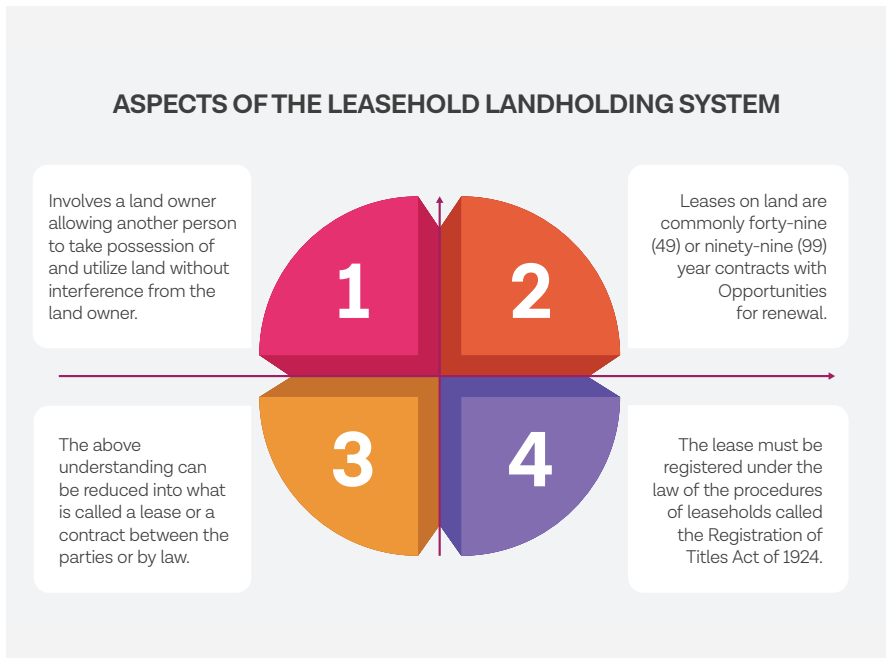 ASPECTS OF THE LEASEHOLD LANDHOLDING SYSTEM
Involves a land owner
allowing another person
to take possession of
and utilize land without
interference from the
land owner.
1
2
Leases on land are
commonly forty-nine
(49) or ninety-nine (99)
year contracts with
Opportunities
for renewal.
The above
understanding can
be reduced into what
is called a lease or a
contract between the
parties or by law.
3
4
The lease must be
registered under the
law of the procedures
of leaseholds called
the Registration of
Titles Act of 1924.